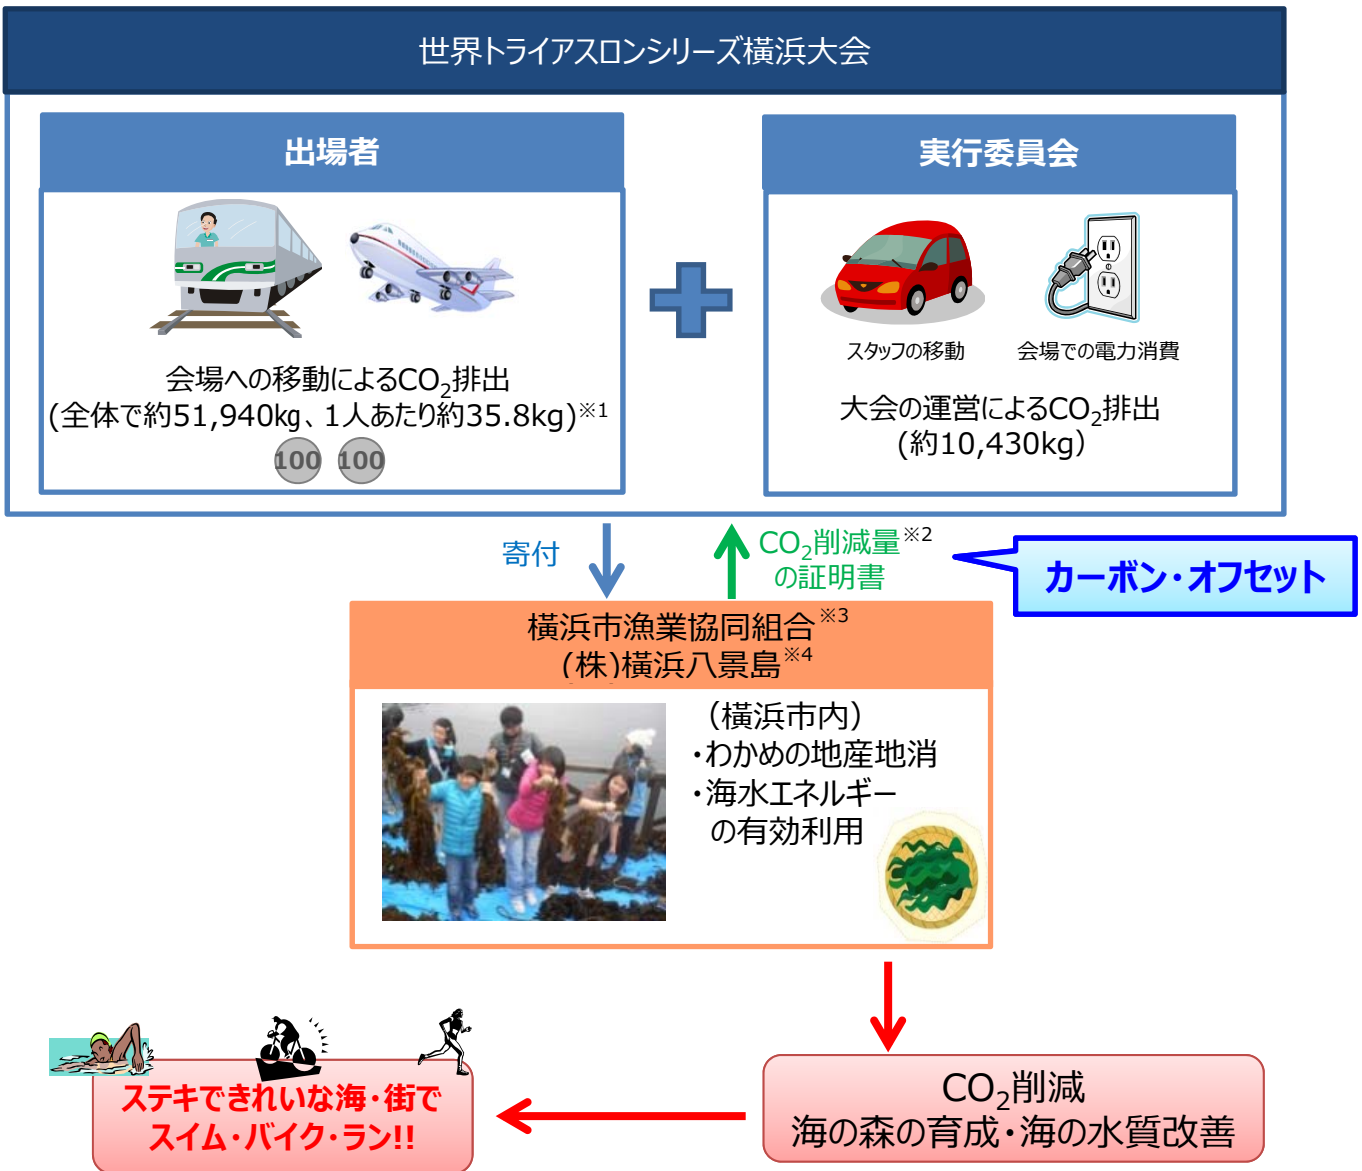 世界トライアスロンシリーズ横浜大会
出場者
会場への移動によるCO₂排出
(全体で約51,940㎏、1人あたり約35.8kg)※1
100 100
実行委員会
スタッフの移動 会場での電力消費
大会の運営によるCO₂排出
(約10,430kg)
寄付
CO₂削減量※2
の証明書
カーボン・オフセット
横浜市漁業協同組合※3
(株)横浜八景島※4
(横浜市内)
・わかめの地産地消
・海水エネルギー
の有効利用
CO₂削減
海の森の育成・海の水質改善
ステキできれいな海・街で
スイム・バイク・ラン!!